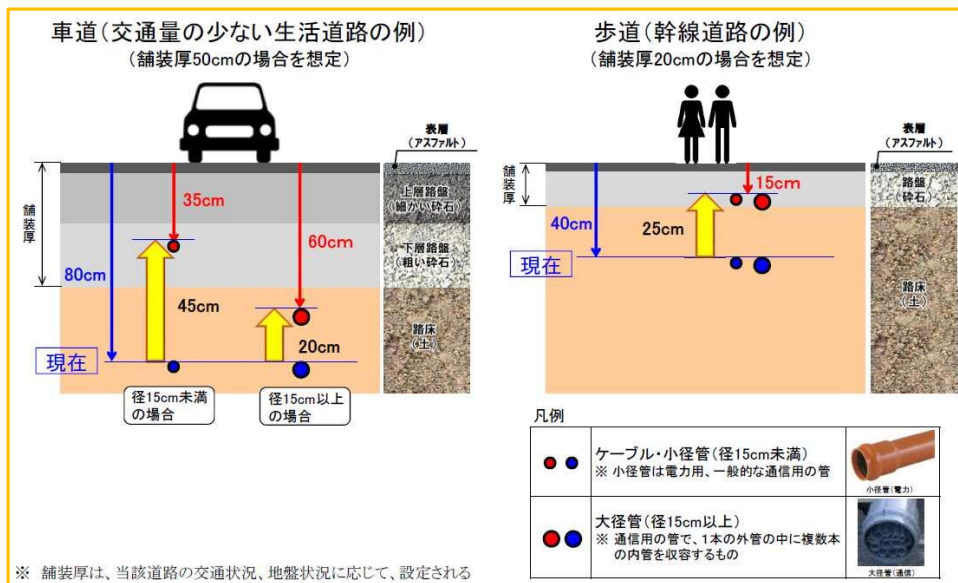 車道(交通量の少ない生活道路の例)
(舗装厚50cmの場合を想定)
表層
(アスファルト)
舗装厚
35cm
上層路盤
(細かい砕石)
60cm
80cm
下層路盤
(粗い砕石)
45cm
20cm
路床
(土)
現在
径15cm未満
の場合
径15cm以上
の場合
歩道(幹線道路の例)
(舗装厚20cmの場合を想定)
表層
(アスファルト)
舗装厚
15cm
路盤
(砕石)
40cm
25cm
現在
路床
(土)
凡例
ケーブル・小径管(径15cm未満)
※ 小径管は電力用、一般的な通信用の管
小径管(電力)
大径管(径15cm以上)
※ 通信用の管で、1本の外管の中に複数本
の内管を収容するもの
大径管(通信)
※ 舗装厚は、当該道路の交通状況、地盤状況に応じて、設定される